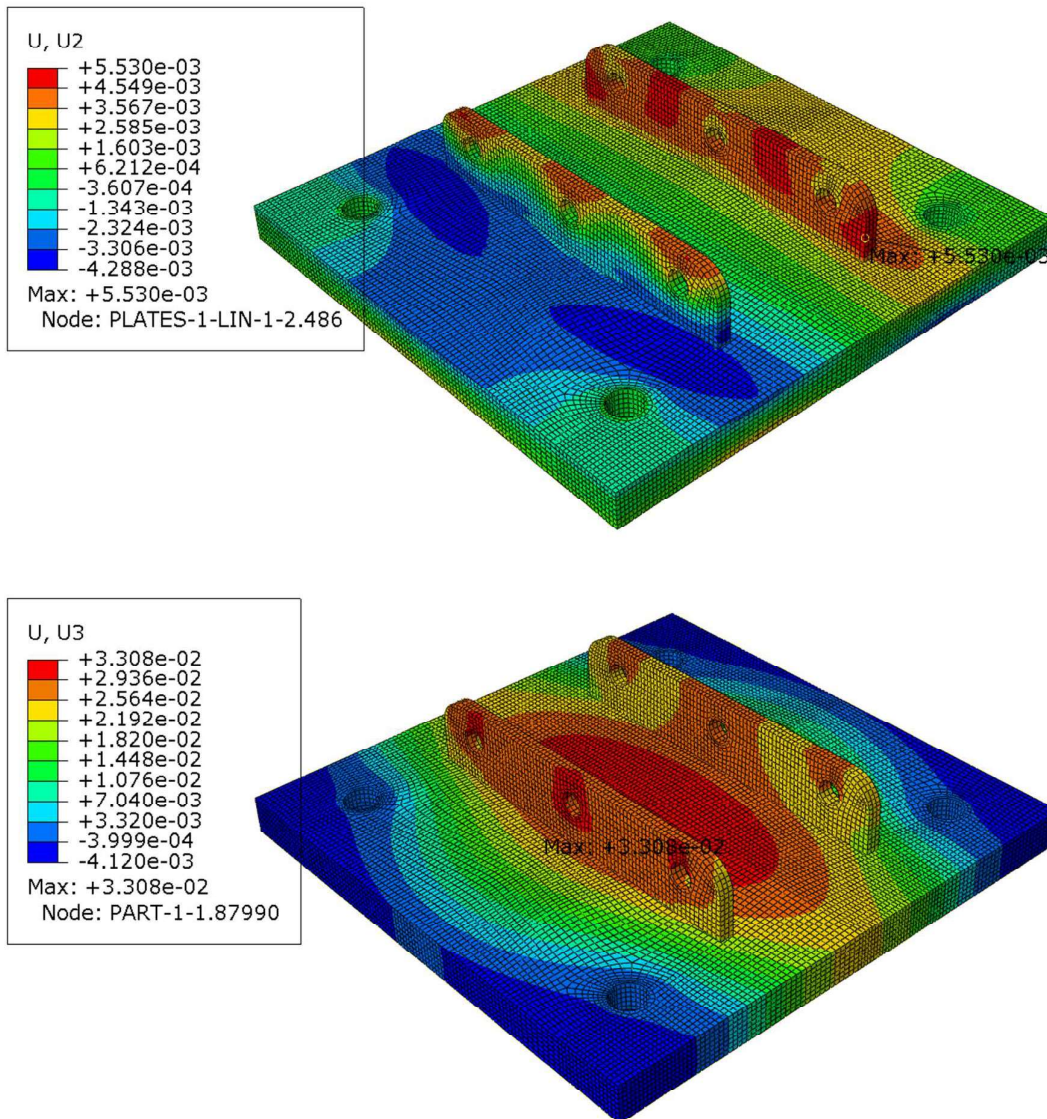 U, U2
+5.530e-03
+4.549e-03
+3.567e-03
+2.585e-03
+1.603e-03
+6.212e-04
-3.607e-04
-1.343e-03
-2.324e-03
-3.306e-03
-4.288e-03
Max: +5.530e-03
Node: PLATES-1-LIN-1-2.486
Max: +5.530e-03
U, U3
+3.308e-02
+2.936e-02
+2.564e-02
+2.192e-02
+1.820e-02
+1.448e-02
+1.076e-02
+7.040e-03
+3.320e-03
-3.999e-04
-4.120e-03
Max: +3.308e-02
Node: PART-1-1.87990
Max: +3.308e-02